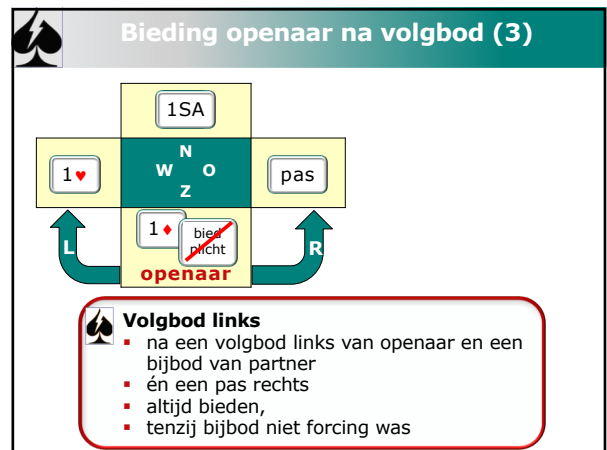 Bieding openaar na volgbod (3)
1SA
1♥
N
W O
Z
pas
1♦
bied
plicht
L
R
openaar
Volgbod links
▪ na een volgbod links van openaar en een
bijbod van partner
▪ én een pas rechts
▪ altijd bieden,
▪ tenzij bijbod niet forcing was